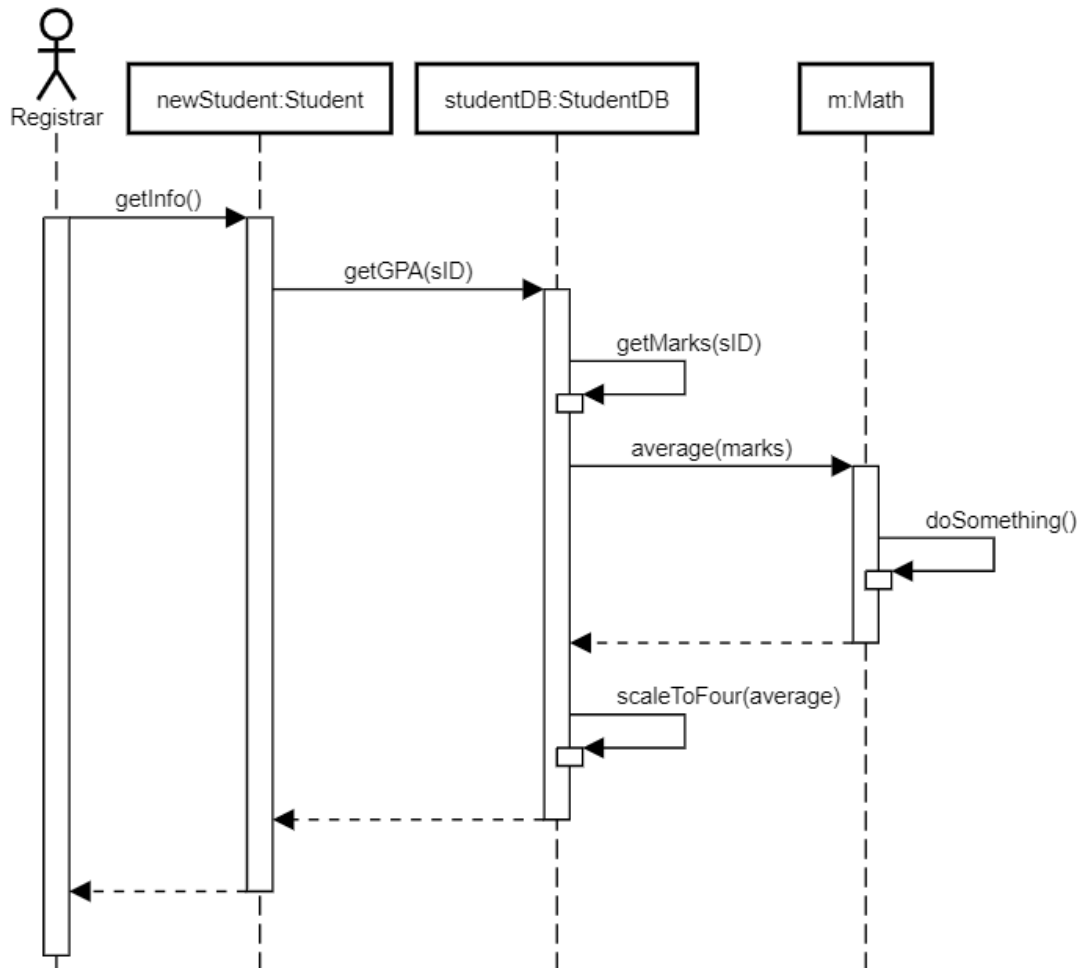 Registrar
newStudent:Student
studentDB:StudentDB
m:Math
getInfo()
getGPA(sID)
getMarks(sID)
average(marks)
doSomething()
scaleToFour(average)